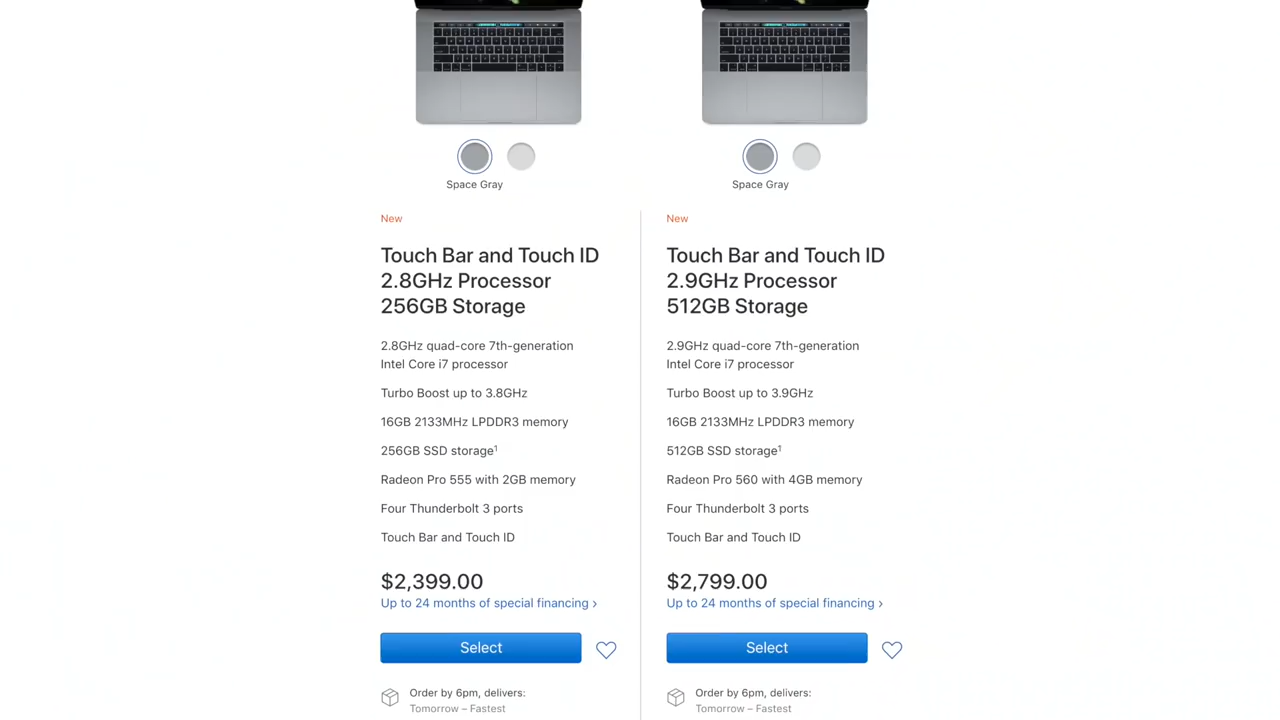 Space Gray
New
Touch Bar and Touch ID
2.8GHz Processor
256GB Storage
2.8GHz quad-core 7th-generation
Intel Core i7 processor
Turbo Boost up to 3.8GHz
16GB 2133MHz LPDDR3 memory
256GB SSD storage¹
Radeon Pro 555 with 2GB memory
Four Thunderbolt 3 ports
Touch Bar and Touch ID
$2,399.00
Up to 24 months of special financing ›
Select
Order by 6pm, delivers:
Tomorrow – Fastest
Space Gray
New
Touch Bar and Touch ID
2.9GHz Processor
512GB Storage
2.9GHz quad-core 7th-generation
Intel Core i7 processor
Turbo Boost up to 3.9GHz
16GB 2133MHz LPDDR3 memory
512GB SSD storage¹
Radeon Pro 560 with 4GB memory
Four Thunderbolt 3 ports
Touch Bar and Touch ID
$2,799.00
Up to 24 months of special financing ›
Select
Order by 6pm, delivers:
Tomorrow – Fastest